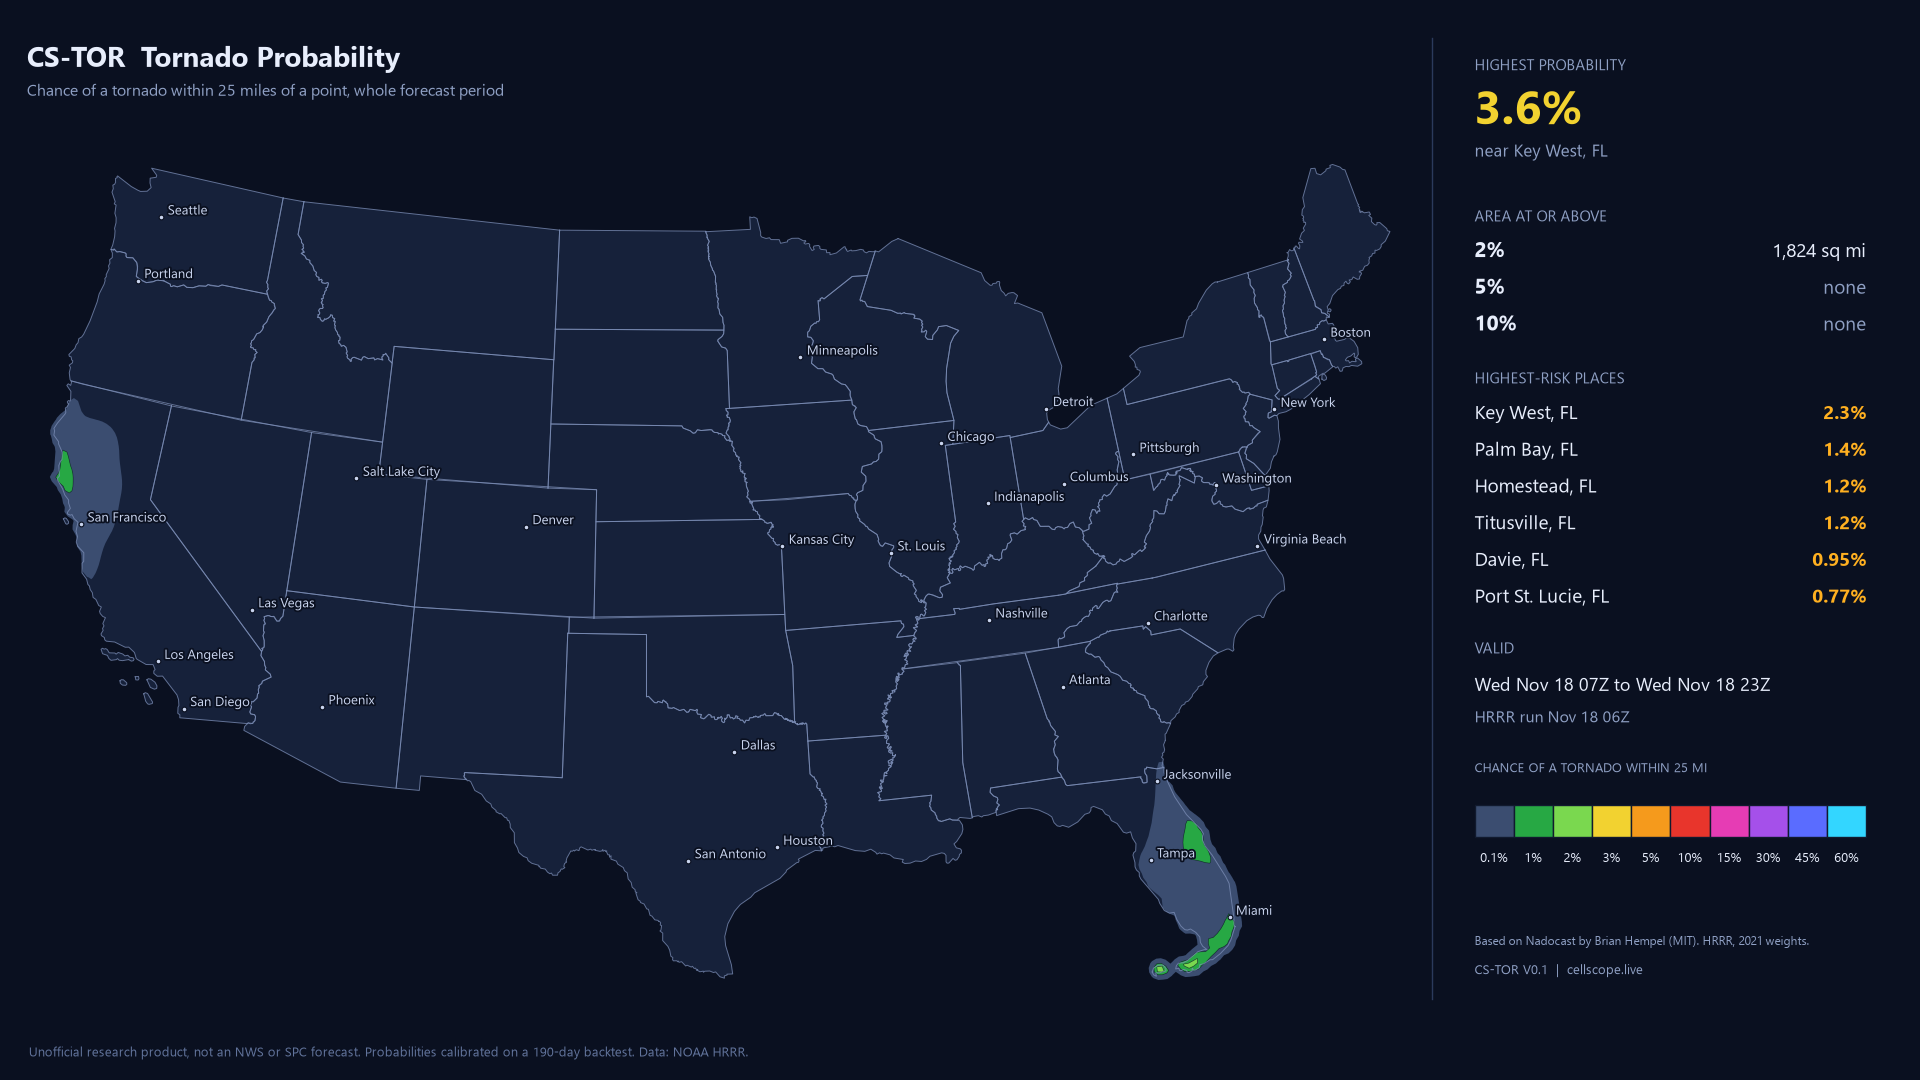 CS-TOR Tornado Probability
Chance of a tornado within 25 miles of a point, whole forecast period
Seattle
Portland
Minneapolis
Boston
Detroit
New York
Chicago
Pittsburgh
Salt Lake City
Columbus
Washington
Indianapolis
San Francisco
Denver
Kansas City
St. Louis
Virginia Beach
Las Vegas
Nashville
Charlotte
Los Angeles
Atlanta
San Diego
Phoenix
Dallas
Jacksonville
Houston
San Antonio
Tampa
Miami
HIGHEST PROBABILITY
3.6%
near Key West, FL
AREA AT OR ABOVE
2% 1,824 sq mi
5% none
10% none
HIGHEST-RISK PLACES
Key West, FL 2.3%
Palm Bay, FL 1.4%
Homestead, FL 1.2%
Titusville, FL 1.2%
Davie, FL 0.95%
Port St. Lucie, FL 0.77%
VALID
Wed Nov 18 07Z to Wed Nov 18 23Z
HRRR run Nov 18 06Z
CHANCE OF A TORNADO WITHIN 25 MI
0.1% 1% 2% 3% 5% 10% 15% 30% 45% 60%
Based on Nadocast by Brian Hempel (MIT). HRRR, 2021 weights.
CS-TOR V0.1 | cellscope.live
Unofficial research product, not an NWS or SPC forecast. Probabilities calibrated on a 190-day backtest. Data: NOAA HRRR.